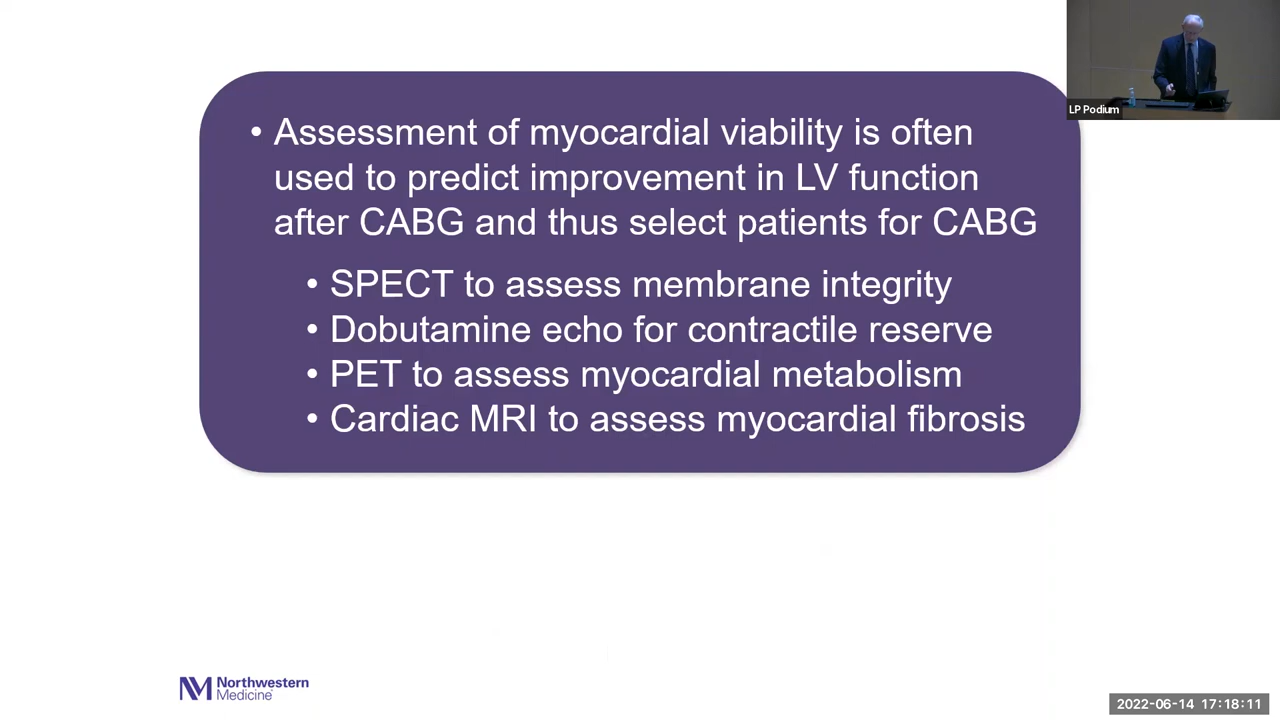 LP Podium
• Assessment of myocardial viability is often
used to predict improvement in LV function
after CABG and thus select patients for CABG
• SPECT to assess membrane integrity
• Dobutamine echo for contractile reserve
• PET to assess myocardial metabolism
• Cardiac MRI to assess myocardial fibrosis
Northwestern
Medicine
2022-06-14 17:18:11